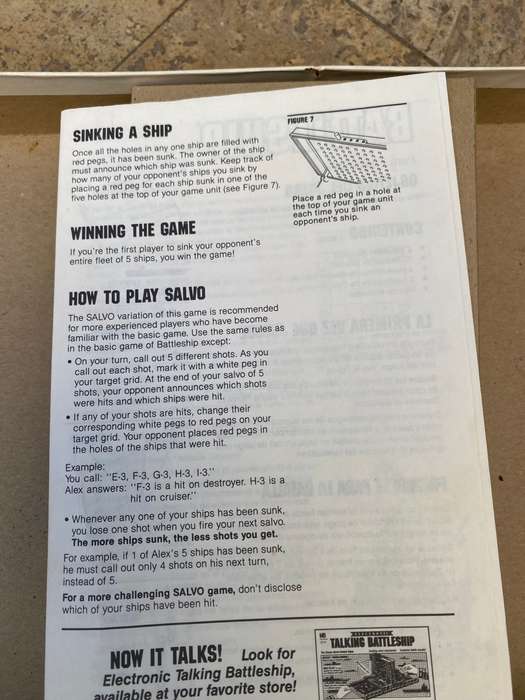 SINKING A SHIP
Once all the holes in any one ship are filled with
red pegs, it has been sunk. The owner of the ship
must announce which ship was sunk. Keep track of
how many of your opponent's ships you sink by
placing a red peg for each ship sunk in one of the
five holes at the top of your game unit (see Figure 7).
FIGURE 7
Place a red peg in a hole at
the top of your game unit
each time you sink an
opponent's ship.
WINNING THE GAME
If you're the first player to sink your opponent's
entire fleet of 5 ships, you win the game!
HOW TO PLAY SALVO
The SALVO variation of this game is recommended
for more experienced players who have become
familiar with the basic game. Use the same rules as
in the basic game of Battleship except:
• On your turn, call out 5 different shots. As you
call out each shot, mark it with a white peg in
your target grid. At the end of your salvo of 5
shots, your opponent announces which shots
were hits and which ships were hit.
• If any of your shots are hits, change their
corresponding white pegs to red pegs on your
target grid. Your opponent places red pegs in
the holes of the ships that were hit.
Example:
You call: "E-3, F-3, G-3, H-3, I-3."
Alex answers: "F-3 is a hit on destroyer. H-3 is a
hit on cruiser."
• Whenever any one of your ships has been sunk,
you lose one shot when you fire your next salvo.
The more ships sunk, the less shots you get.
For example, if 1 of Alex's 5 ships has been sunk,
he must call out only 4 shots on his next turn,
instead of 5.
For a more challenging SALVO game, don't disclose
which of your ships have been hit.
NOW IT TALKS! Look for
Electronic Talking Battleship,
available at your favorite store!
TALKING BATTLESHIP